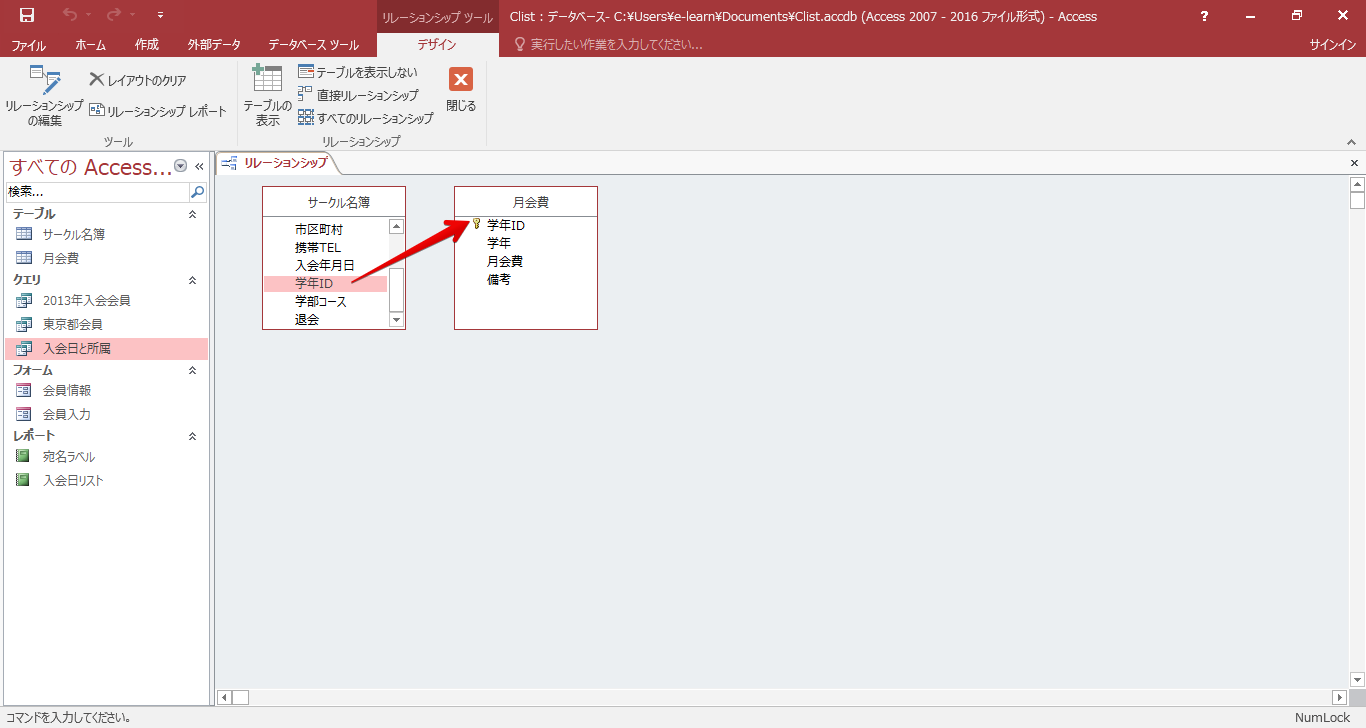 リレーションシップ ツール
Clist : データベース- C:¥Users¥e-learn¥Documents¥Clist.accdb (Access 2007 - 2016 ファイル形式) - Access
?
ファイル
ホーム
作成
外部データ
データベース ツール
デザイン
実行したい作業を入力してください...
サインイン
リレーションシップ
の編集
レイアウトのクリア
リレーションシップ レポート
ツール
テーブルの
表示
テーブルを表示しない
直接リレーションシップ
すべてのリレーションシップ
閉じる
リレーションシップ
すべての Access...
検索...
テーブル
サークル名簿
月会費
クエリ
2013年入会会員
東京都会員
入会日と所属
フォーム
会員情報
会員入力
レポート
宛名ラベル
入会日リスト
リレーションシップ
サークル名簿
市区町村
携帯TEL
入会年月日
学年ID
学部コース
退会
月会費
学年ID
学年
月会費
備考
コマンドを入力してください。
NumLock